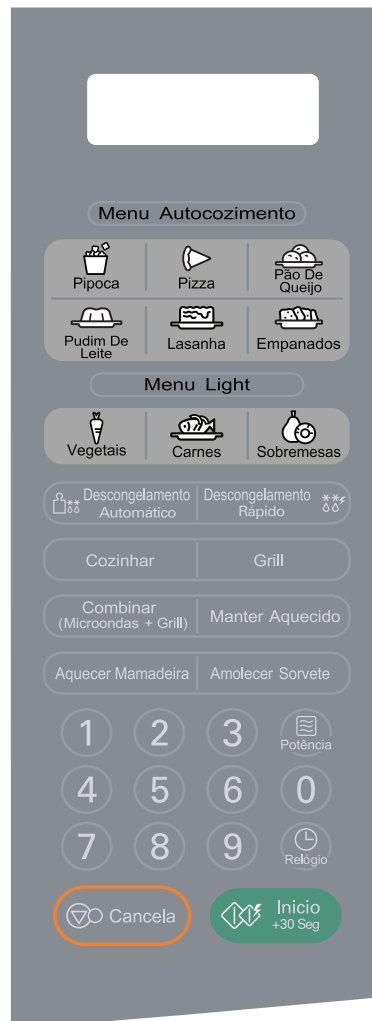 Menu Autocozimento
Pipoca
Pizza
Pão De
Queijo
Pudim De
Leite
Lasanha
Empanados
Menu Light
Vegetais
Carnes
Sobremesas
Descongelamento
Automático
Descongelamento
Rápido
Cozinhar
Grill
Combinar
(Microondas + Grill)
Manter Aquecido
Aquecer Mamadeira
Amolecer Sorvete
1 2 3
Potência
4 5 6 0
7 8 9
Relógio
Cancela
Inicio
+30 Seg